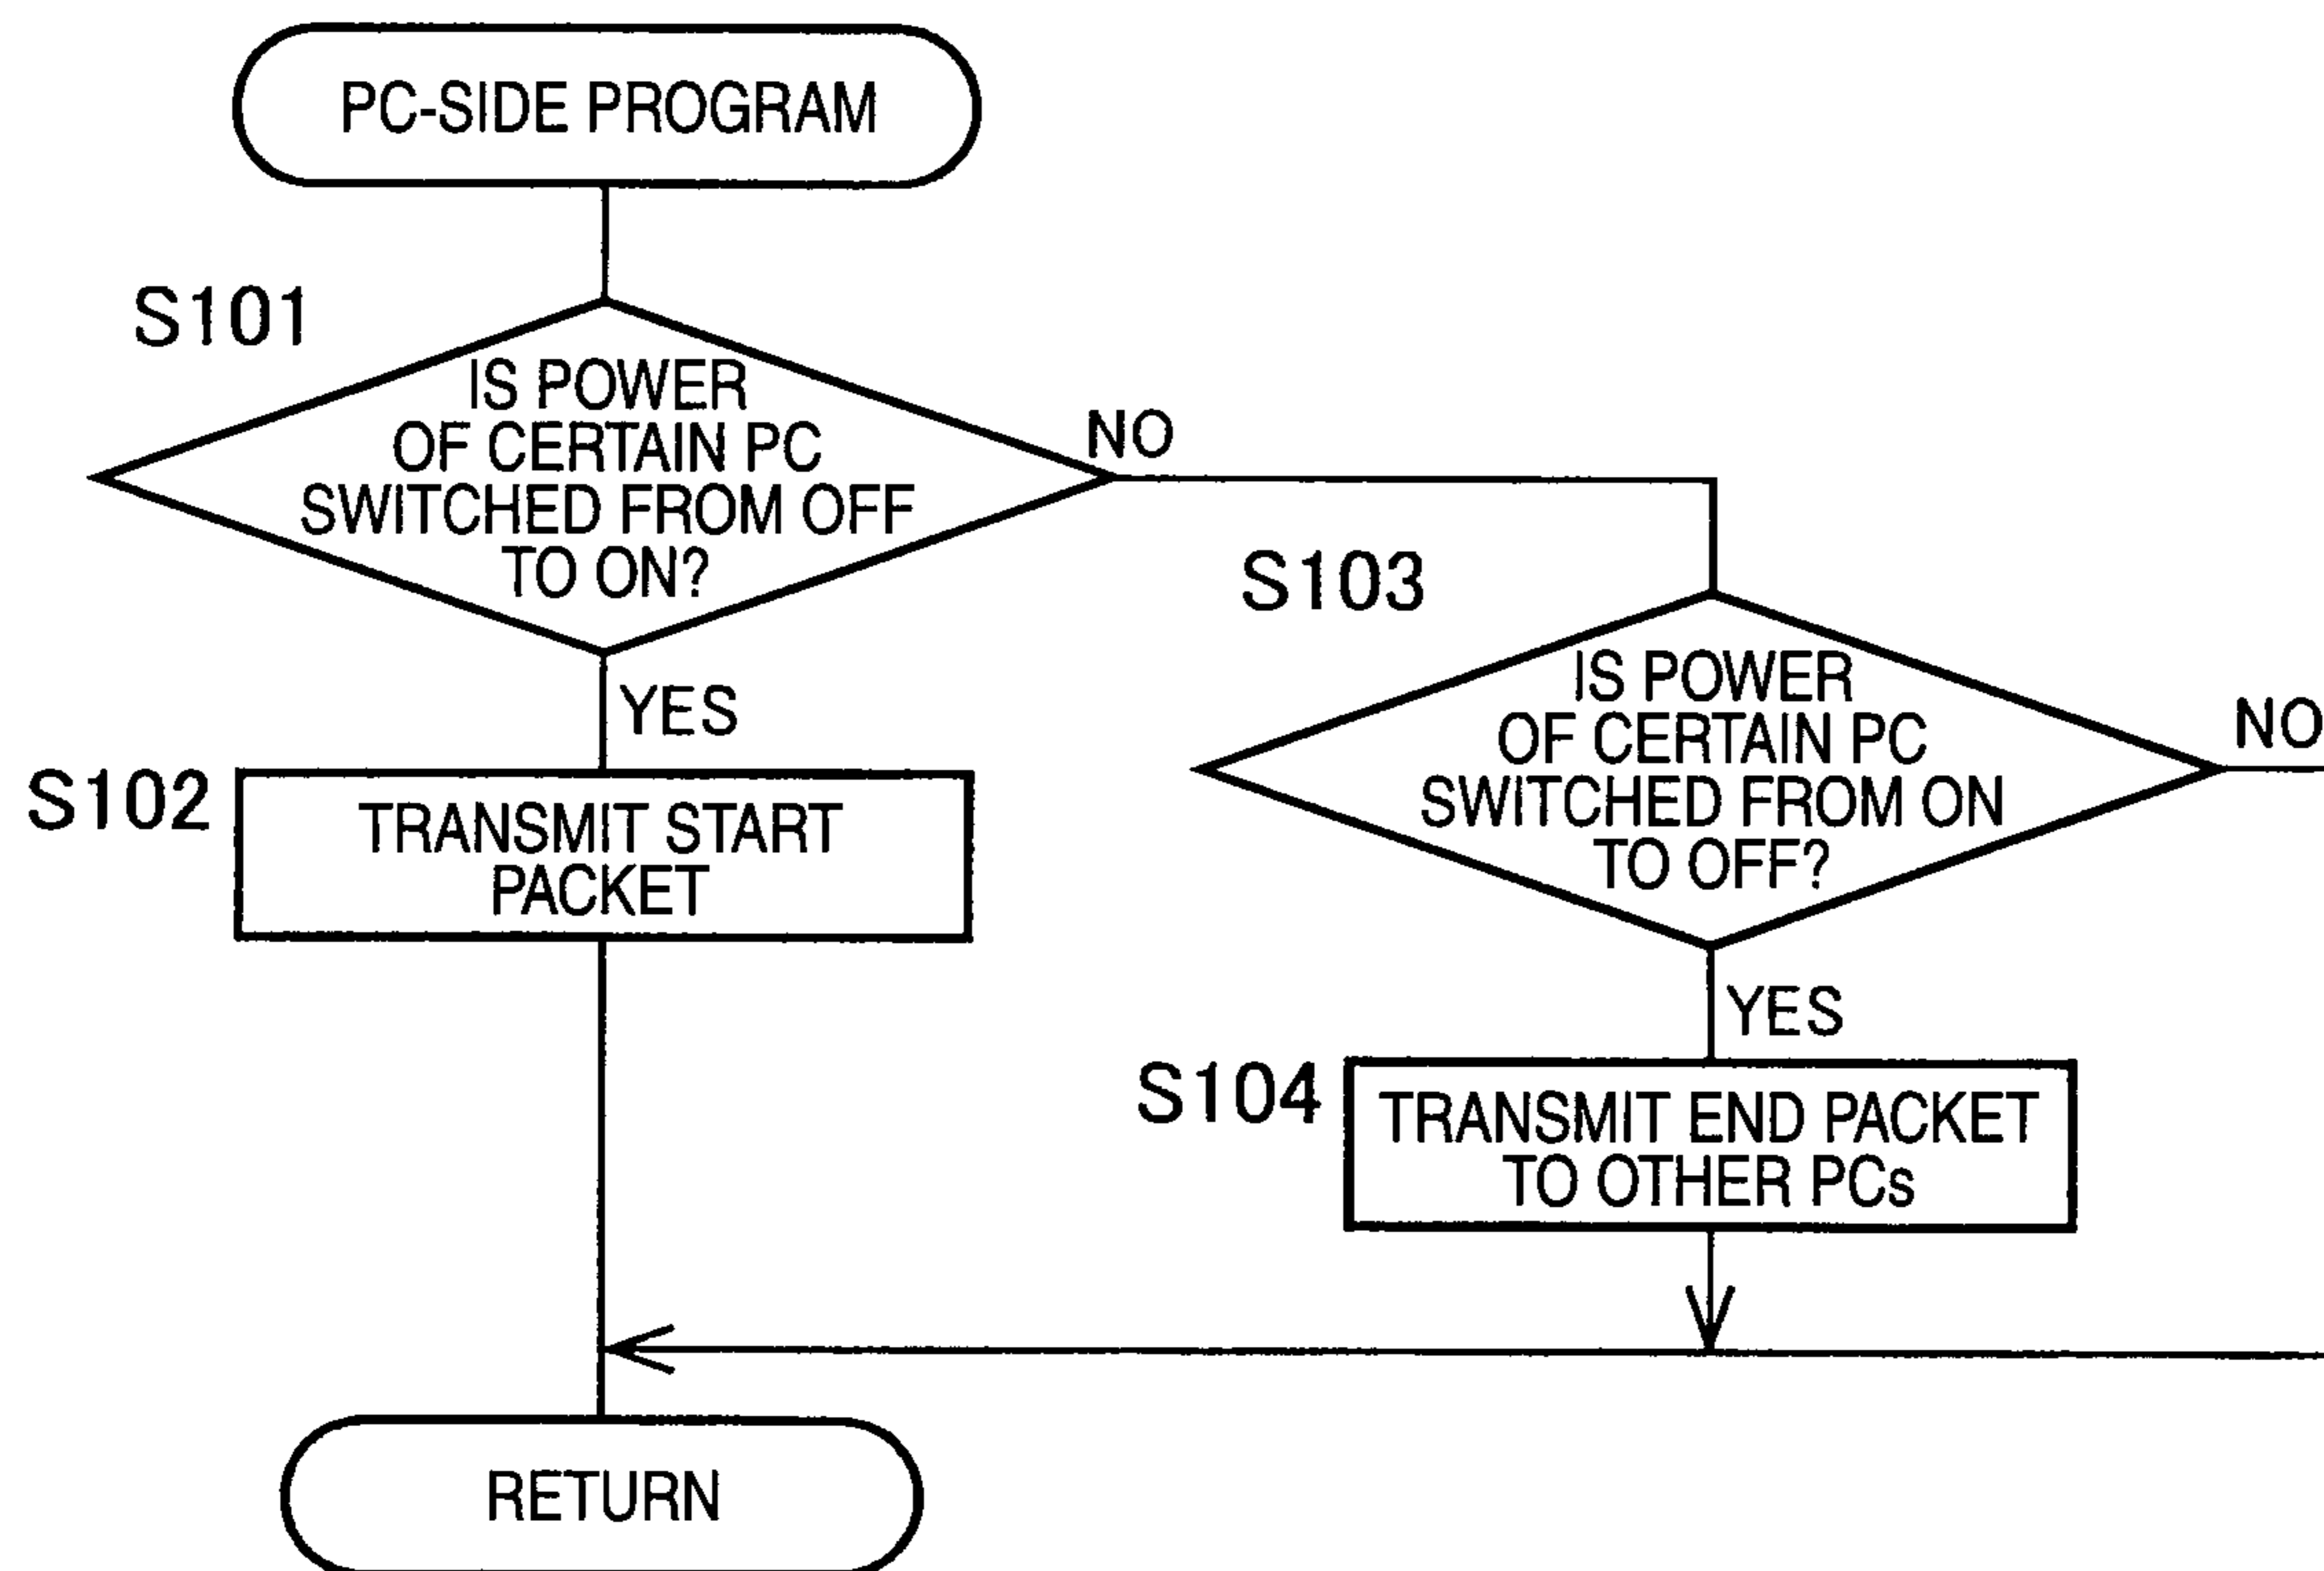 PC-SIDE PROGRAM
S101
IS POWER
OF CERTAIN PC
SWITCHED FROM OFF
TO ON?
NO
YES
S102
TRANSMIT START
PACKET
S103
IS POWER
OF CERTAIN PC
SWITCHED FROM ON
TO OFF?
NO
YES
S104
TRANSMIT END PACKET
TO OTHER PCs
RETURN